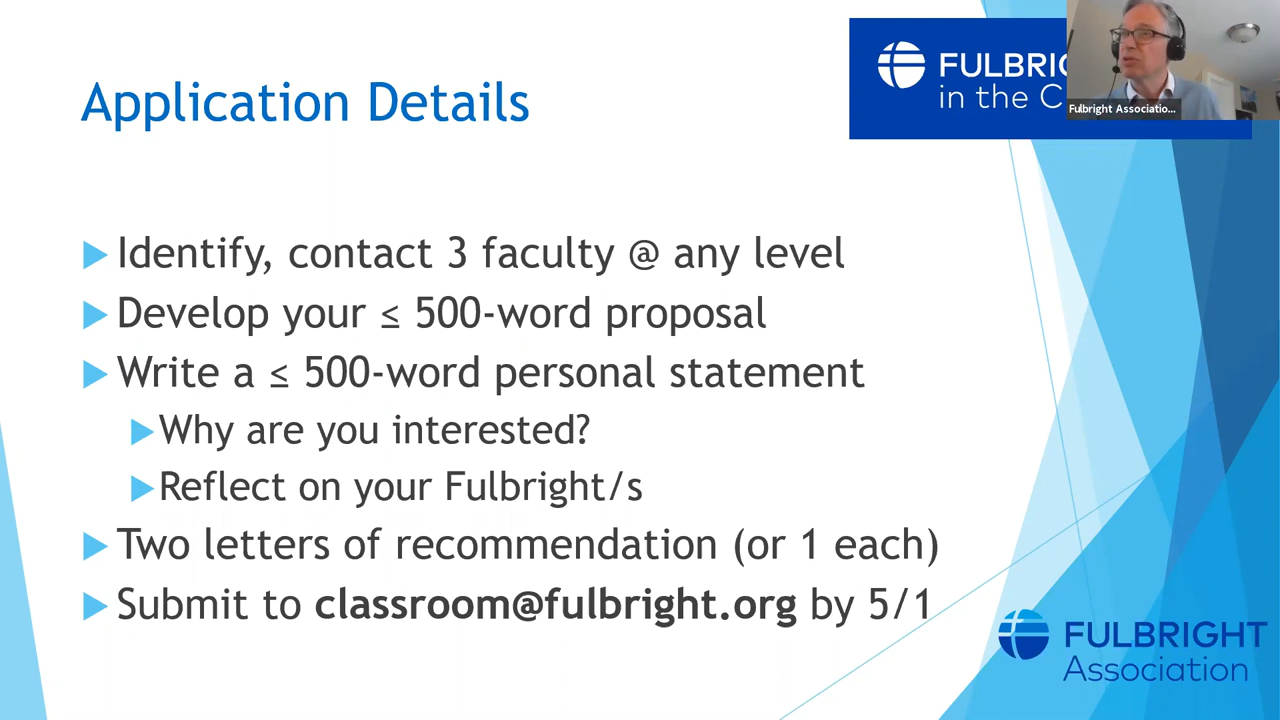 Application Details
FULBRI
in the C
Fulbright Associatio...
Identify, contact 3 faculty @ any level
Develop your ≤ 500-word proposal
Write a ≤ 500-word personal statement
Why are you interested?
Reflect on your Fulbright/s
Two letters of recommendation (or 1 each)
Submit to classroom@fulbright.org by 5/1
FULBRIGHT
Association